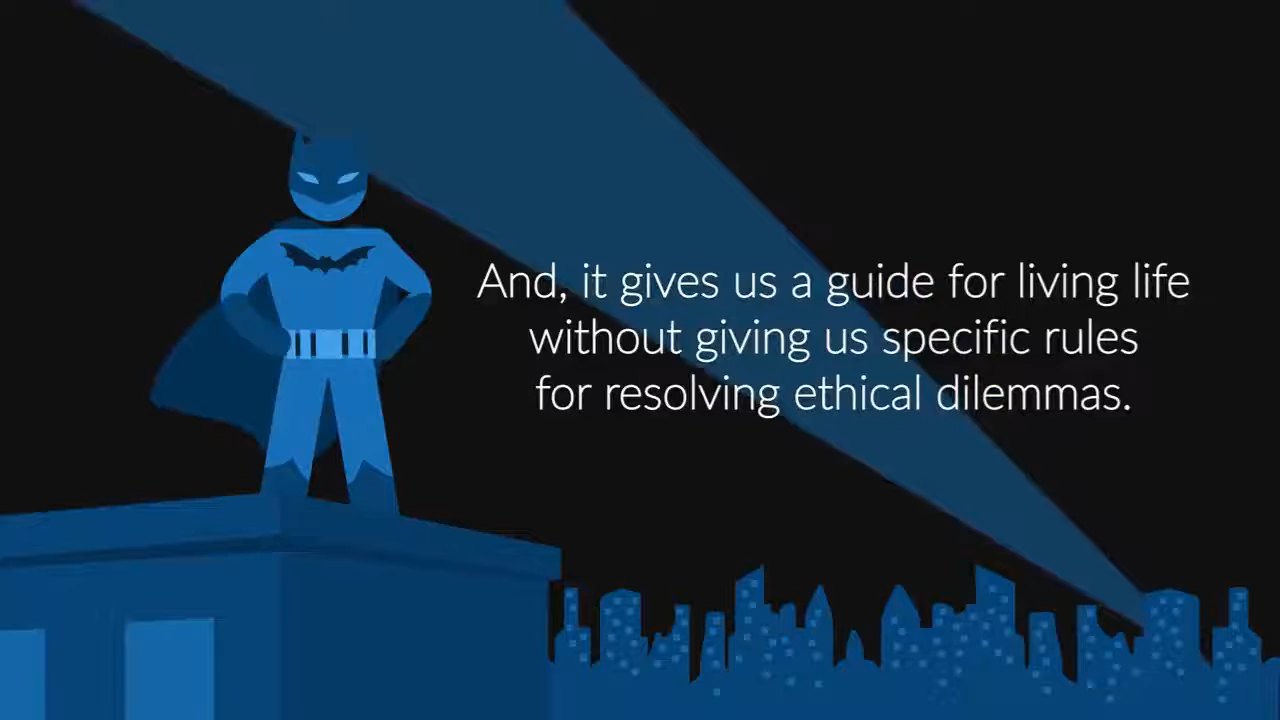 And, it gives us a guide for living life
without giving us specific rules
for resolving ethical dilemmas.